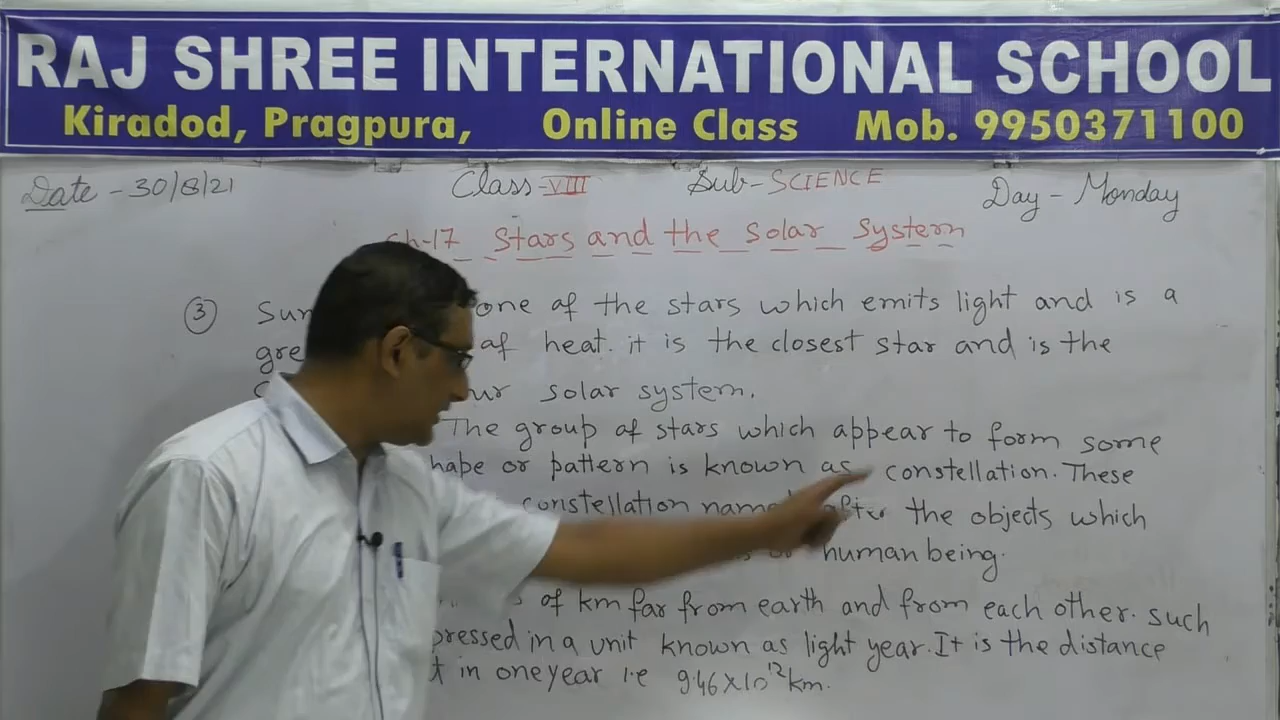 RAJ SHREE INTERNATIONAL SCHOOL
Kiradod, Pragpura, Online Class Mob. 9950371100
Date - 30/8/21 Class-VIII Sub-SCIENCE Day - Monday
Ch-17 Stars and the solar system
3 Sun one of the stars which emits light and is a
gre of heat. it is the closest star and is the
ur solar system.
The group of stars which appear to form some
hape or pattern is known as constellation. These
constellation named after the objects which
human being.
of km far from earth and from each other. such
pressed in a unit known as light year. It is the distance
t in one year i.e 9.46×10¹²km.